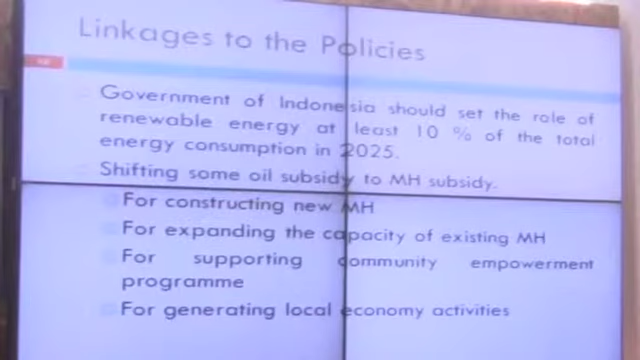 Linkages to the Policies
Government of Indonesia should set the role of
renewable energy at least 10 % of the total
energy consumption in 2025.
Shifting some oil subsidy to MH subsidy.
For constructing new MH
For expanding the capacity of existing MH
For supporting community empowerment
programme
For generating local economy activities